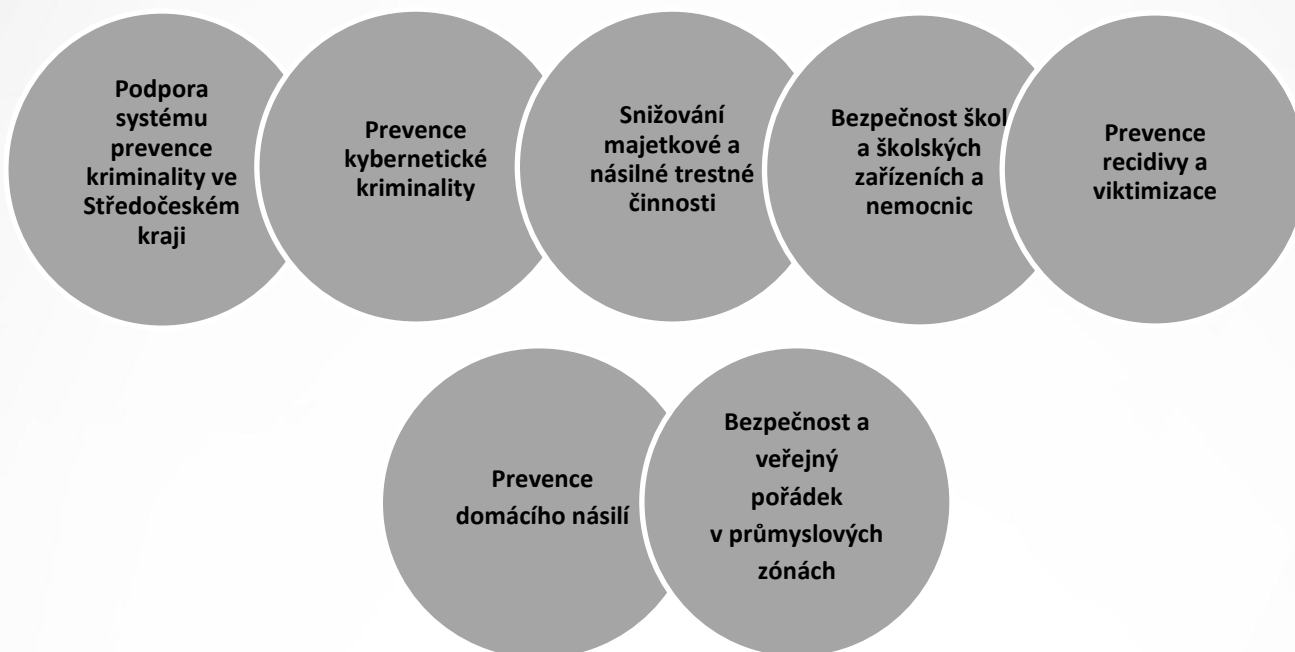 Podpora
systému
prevence
kriminality ve
Středočeském
kraji
Prevence
kybernetické
kriminality
Snižování
majetkové a
násilné trestné
činnosti
Bezpečnost škol
a školských
zařízeních a
nemocnic
Prevence
recidivy a
viktimizace
Prevence
domácího násilí
Bezpečnost a
veřejný
pořádek
v průmyslových
zónách